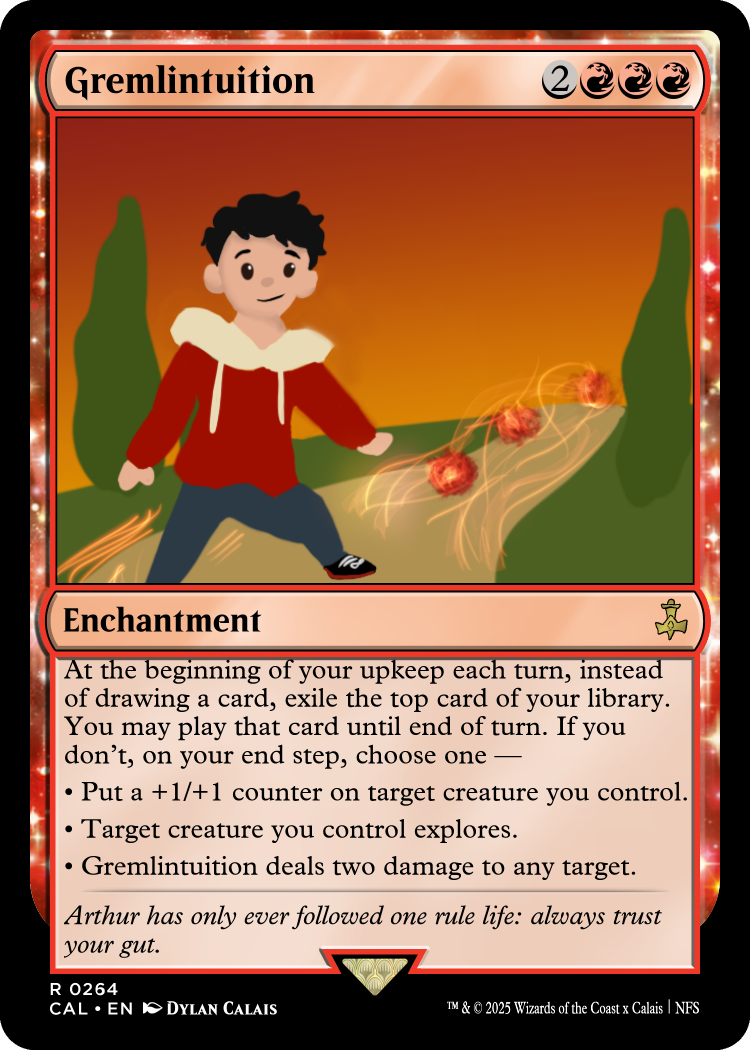 Gremlintuition 2
Enchantment
At the beginning of your upkeep each turn, instead
of drawing a card, exile the top card of your library.
You may play that card until end of turn. If you
don't, on your end step, choose one —
• Put a +1/+1 counter on target creature you control.
• Target creature you control explores.
• Gremlintuition deals two damage to any target.
Arthur has only ever followed one rule life: always trust
your gut.
R 0264
CAL • EN Dylan Calais
™ & © 2025 Wizards of the Coast x Calais | NFS